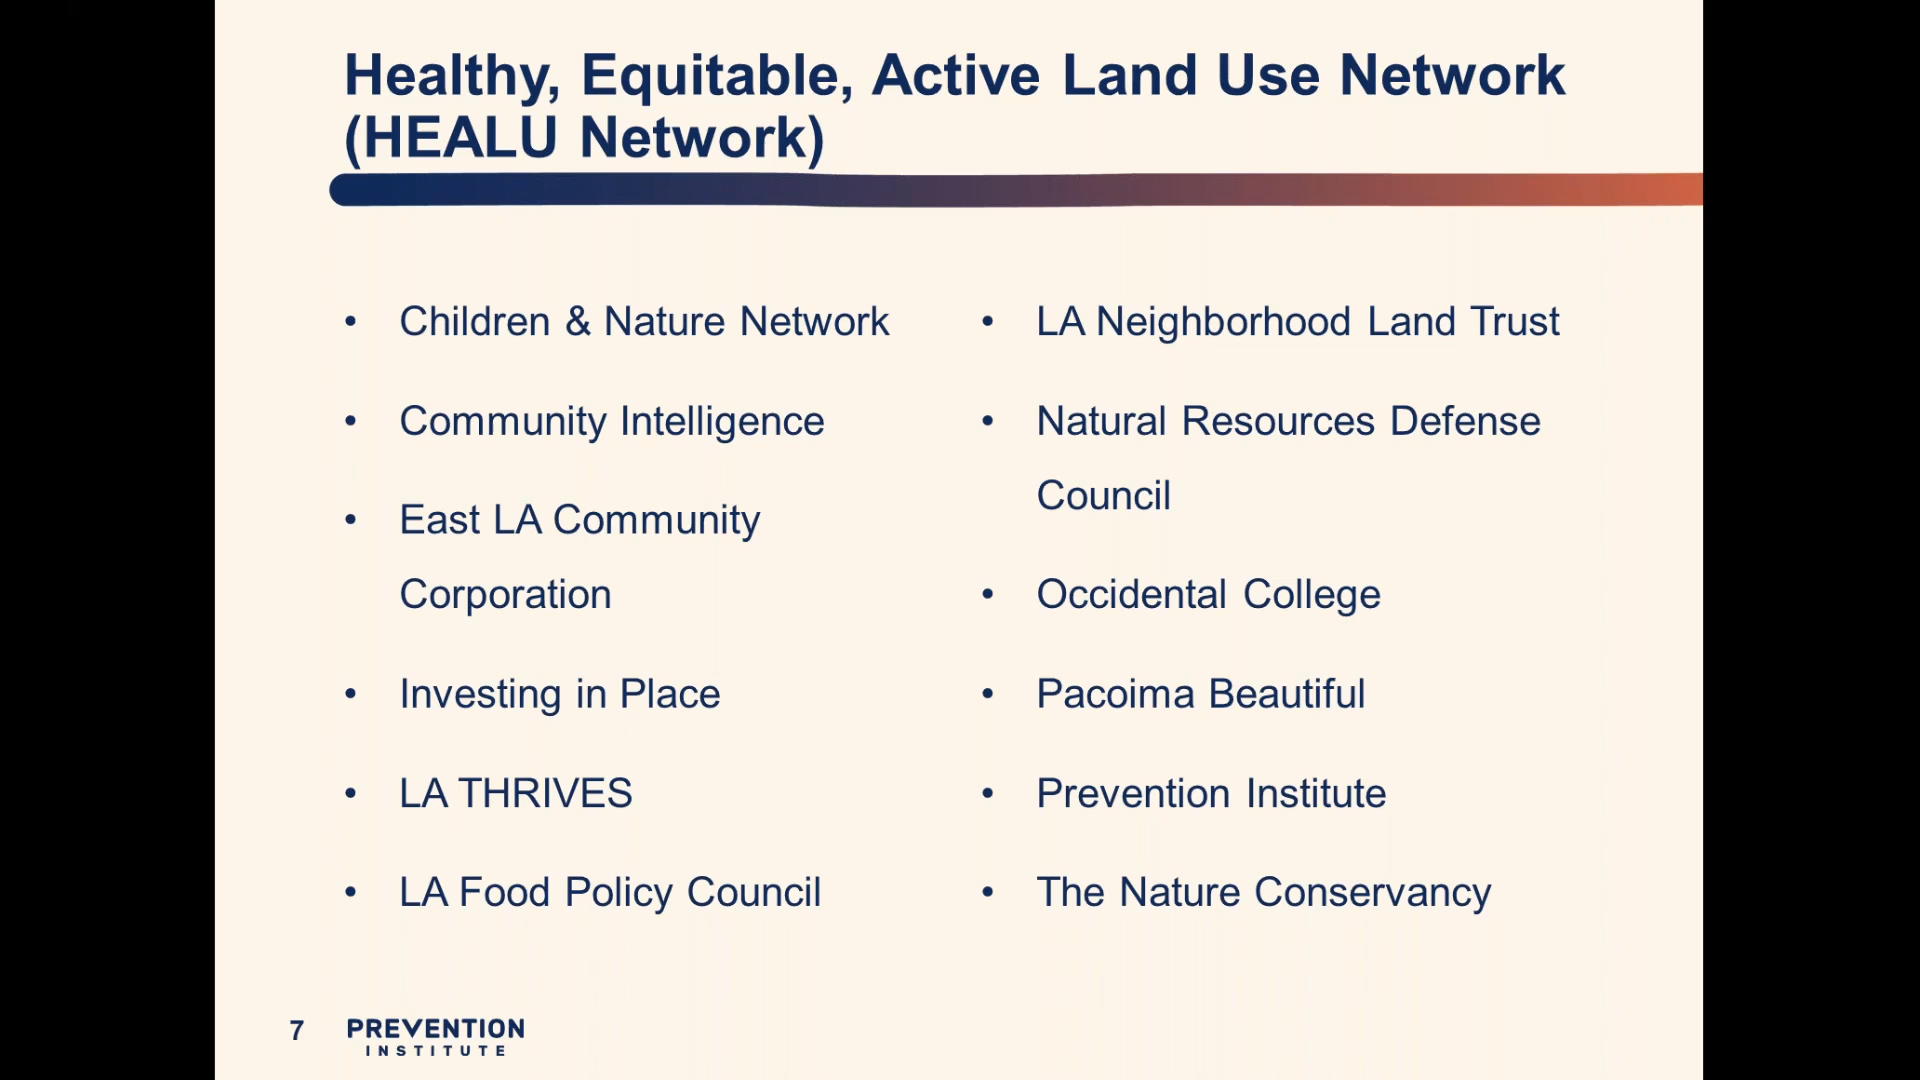 Healthy, Equitable, Active Land Use Network
(HEALU Network)
• Children & Nature Network
• Community Intelligence
• East LA Community
Corporation
• Investing in Place
• LA THRIVES
• LA Food Policy Council
• LA Neighborhood Land Trust
• Natural Resources Defense
Council
• Occidental College
• Pacoima Beautiful
• Prevention Institute
• The Nature Conservancy
7
PREVENTION
INSTITUTE